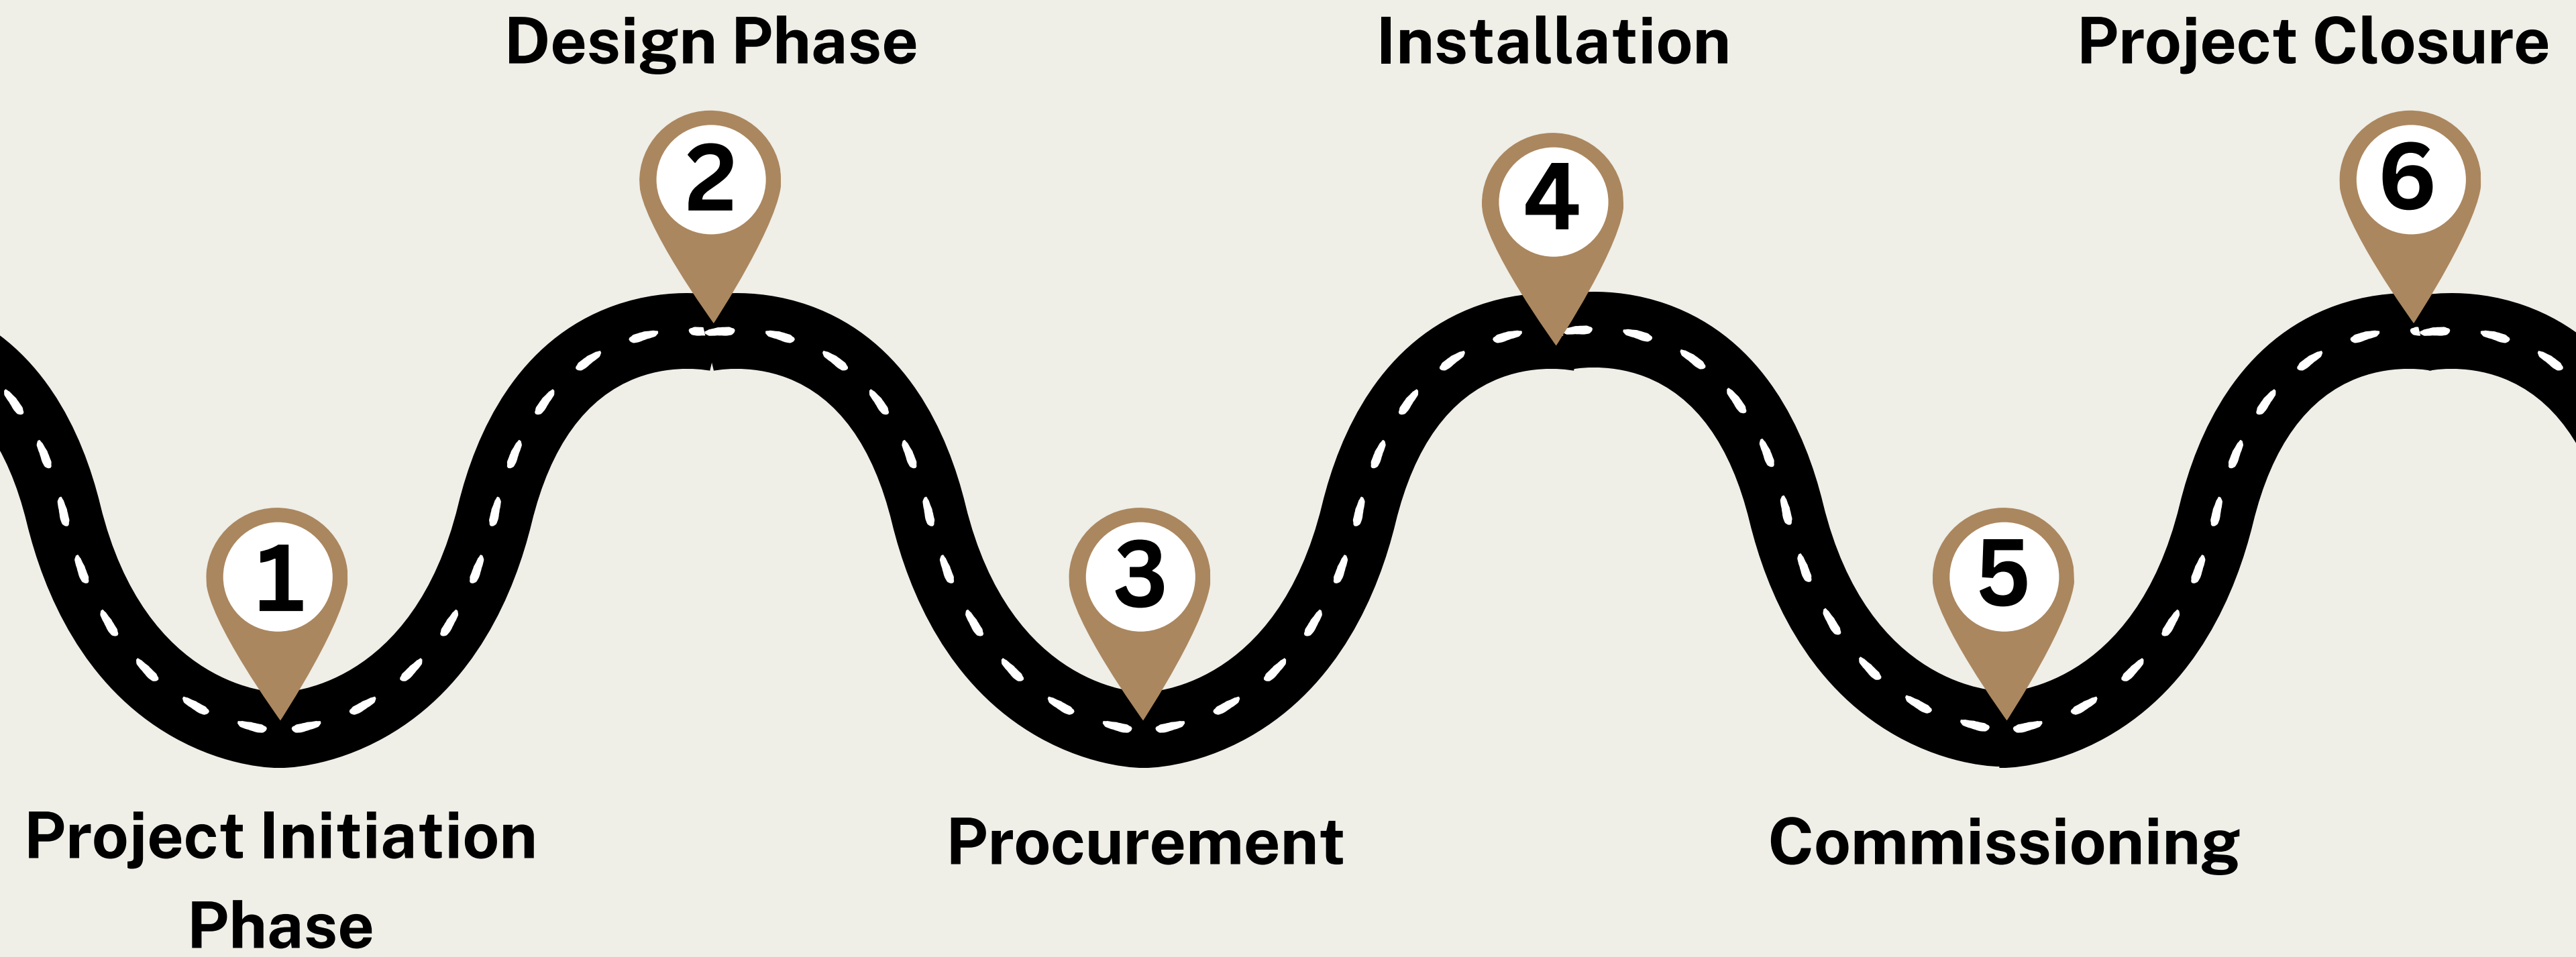 Design Phase
Installation
Project Closure
2
4
6
1
3
5
Project Initiation
Phase
Procurement
Commissioning